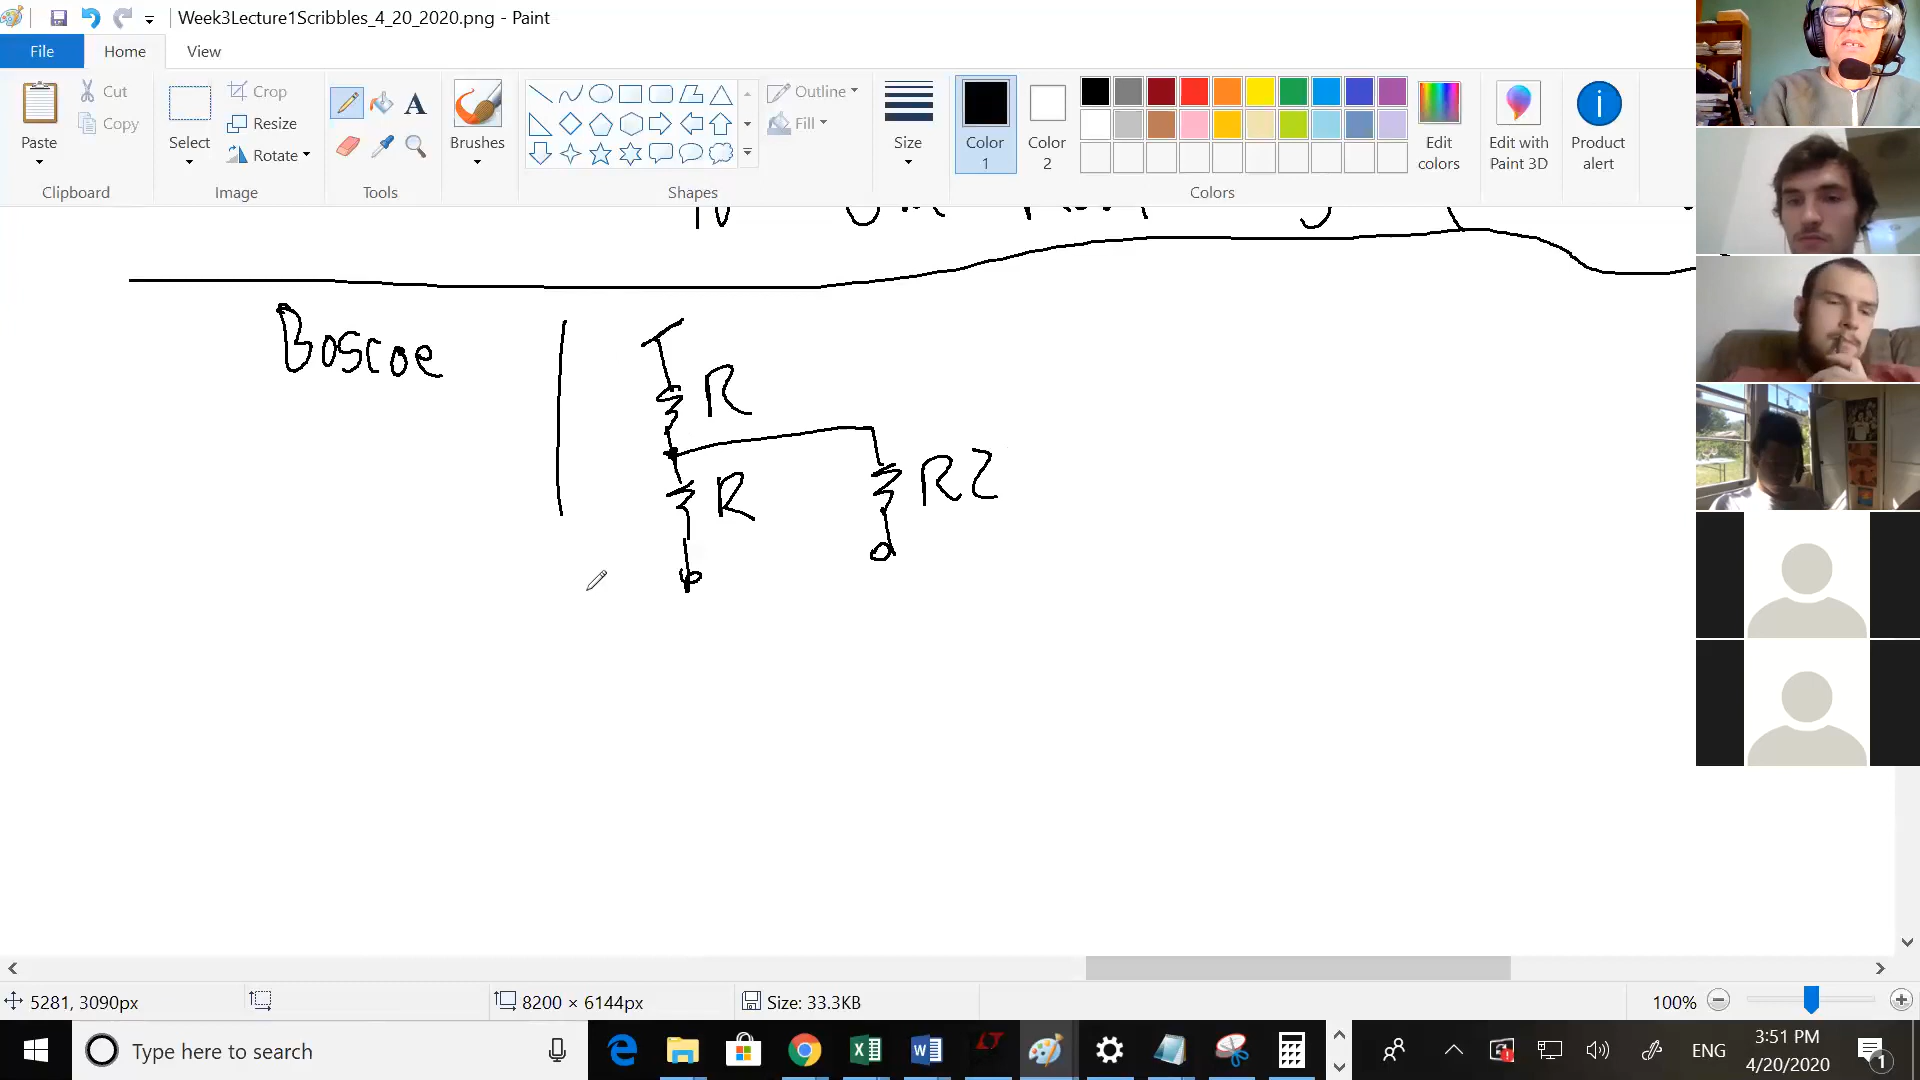 Week3Lecture1Scribbles_4_20_2020.png - Paint
File Home View
Paste
Cut
Copy
Clipboard
Select
Crop
Resize
Rotate
Image
A
Tools
Brushes
Outline
Fill
Shapes
Size
Color 1
Color 2
Edit colors
Colors
Edit with Paint 3D
Product alert
Boscoe
R
R
R2
5281, 3090px
8200 × 6144px
Size: 33.3KB
100%
Type here to search
ENG
3:51 PM
4/20/2020
1